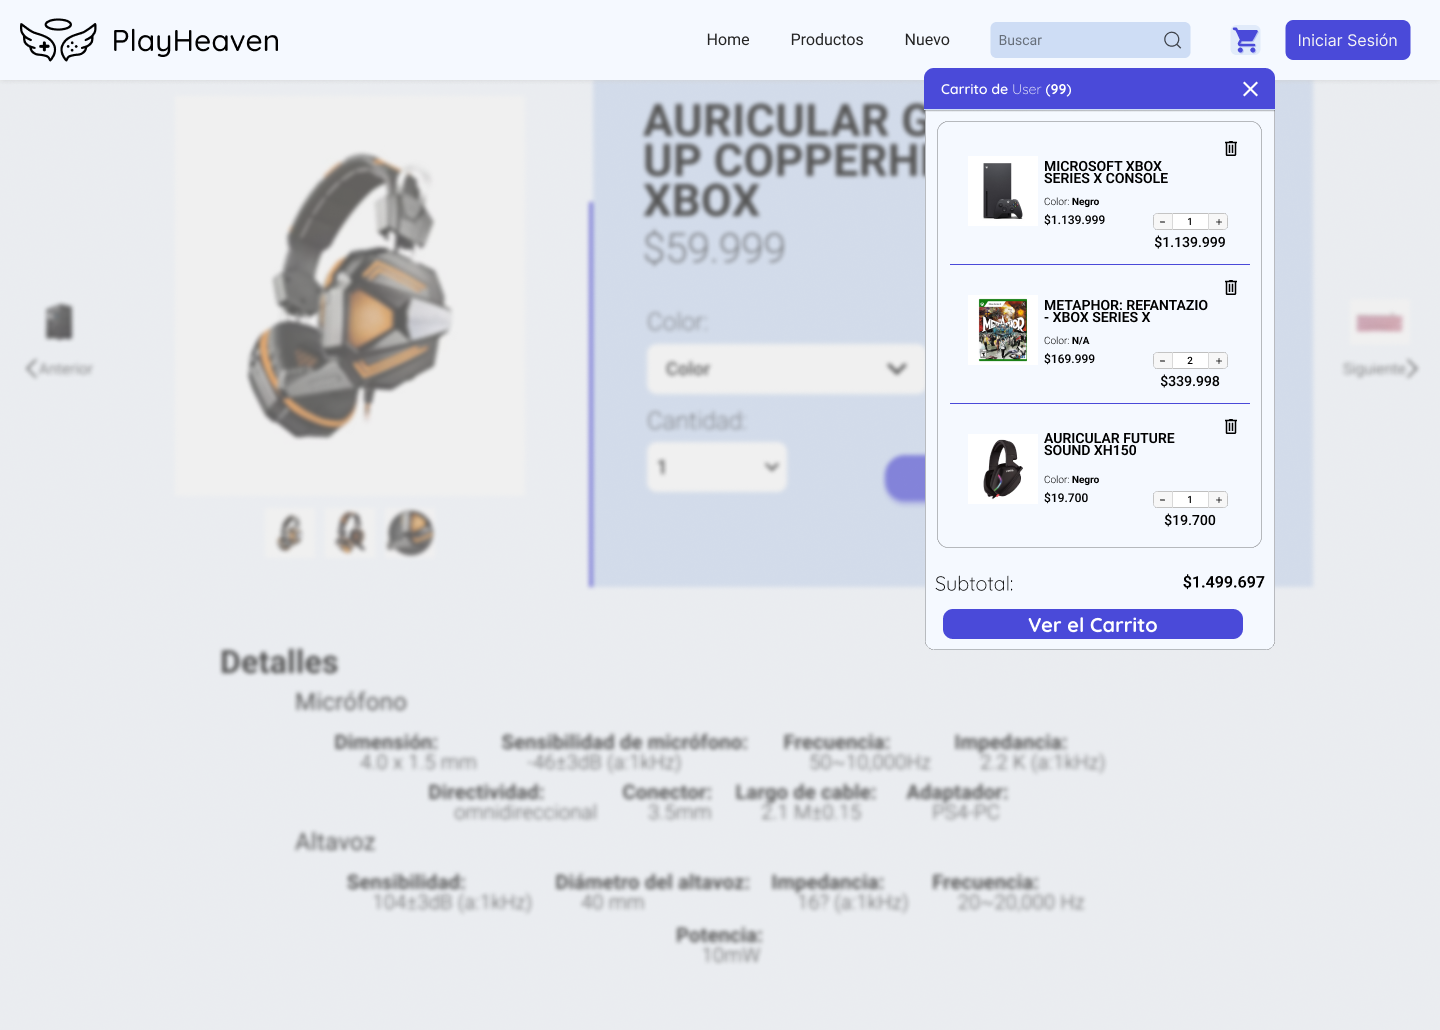 PlayHeaven
Home
Productos
Nuevo
Buscar
Iniciar Sesión
Carrito de User (99)
MICROSOFT XBOX
SERIES X CONSOLE
Color: Negro
$1.139.999
- 1 +
$1.139.999
METAPHOR: REFANTAZIO
- XBOX SERIES X
Color: N/A
$169.999
- 2 +
$339.998
AURICULAR FUTURE
SOUND XH150
Color: Negro
$19.700
- 1 +
$19.700
Subtotal:
$1.499.697
Ver el Carrito
AURICULAR G
UP COPPERH
XBOX
$59.999
Color:
Color
Cantidad:
1
Anterior
Siguiente
Detalles
Micrófono
Dimensión:
4.0 x 1.5 mm
Sensibilidad de micrófono:
-46±3dB (a:1kHz)
Frecuencia:
50~10,000Hz
Impedancia:
2.2 K (a:1kHz)
Directividad:
omnidireccional
Conector:
3.5mm
Largo de cable:
2.1 M±0.15
Adaptador:
PS4-PC
Altavoz
Sensibilidad:
104±3dB (a:1kHz)
Diámetro del altavoz:
40 mm
Impedancia:
16? (a:1kHz)
Frecuencia:
20~20,000 Hz
Potencia:
10mW